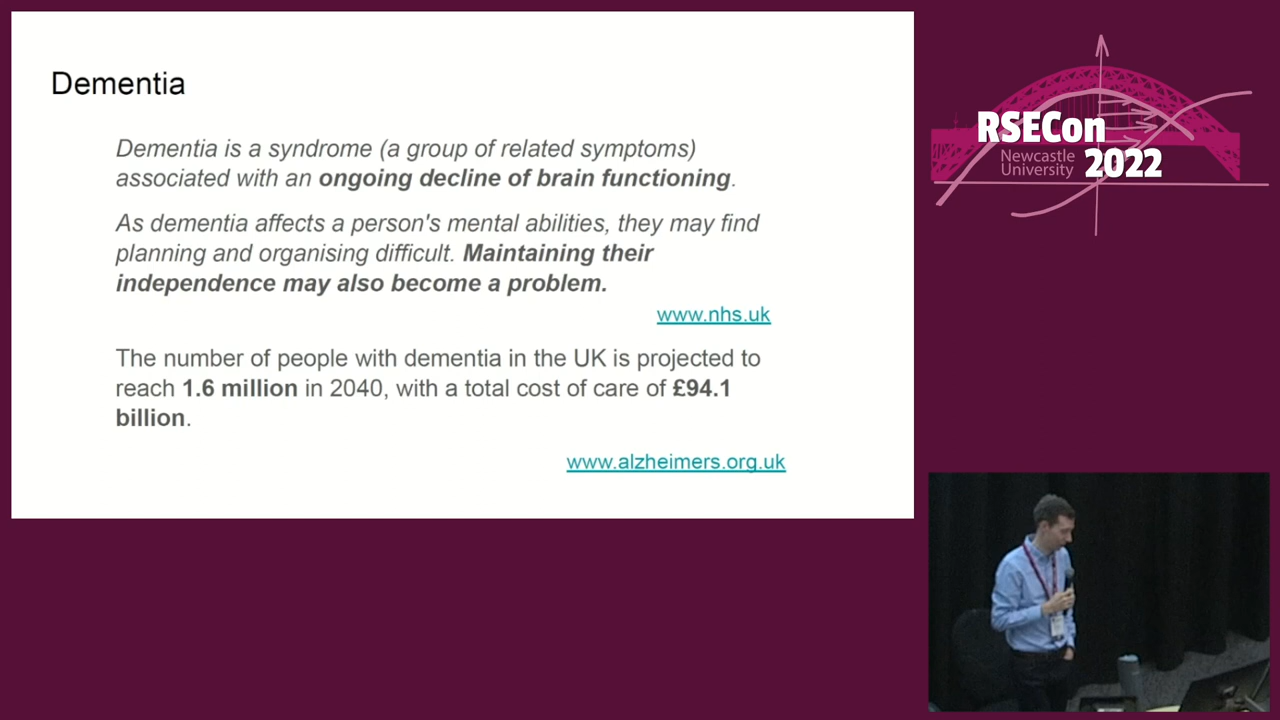 Dementia
Dementia is a syndrome (a group of related symptoms)
associated with an ongoing decline of brain functioning.
As dementia affects a person's mental abilities, they may find
planning and organising difficult. Maintaining their
independence may also become a problem.
www.nhs.uk
The number of people with dementia in the UK is projected to
reach 1.6 million in 2040, with a total cost of care of £94.1
billion.
www.alzheimers.org.uk
RSECon
Newcastle
University
2022